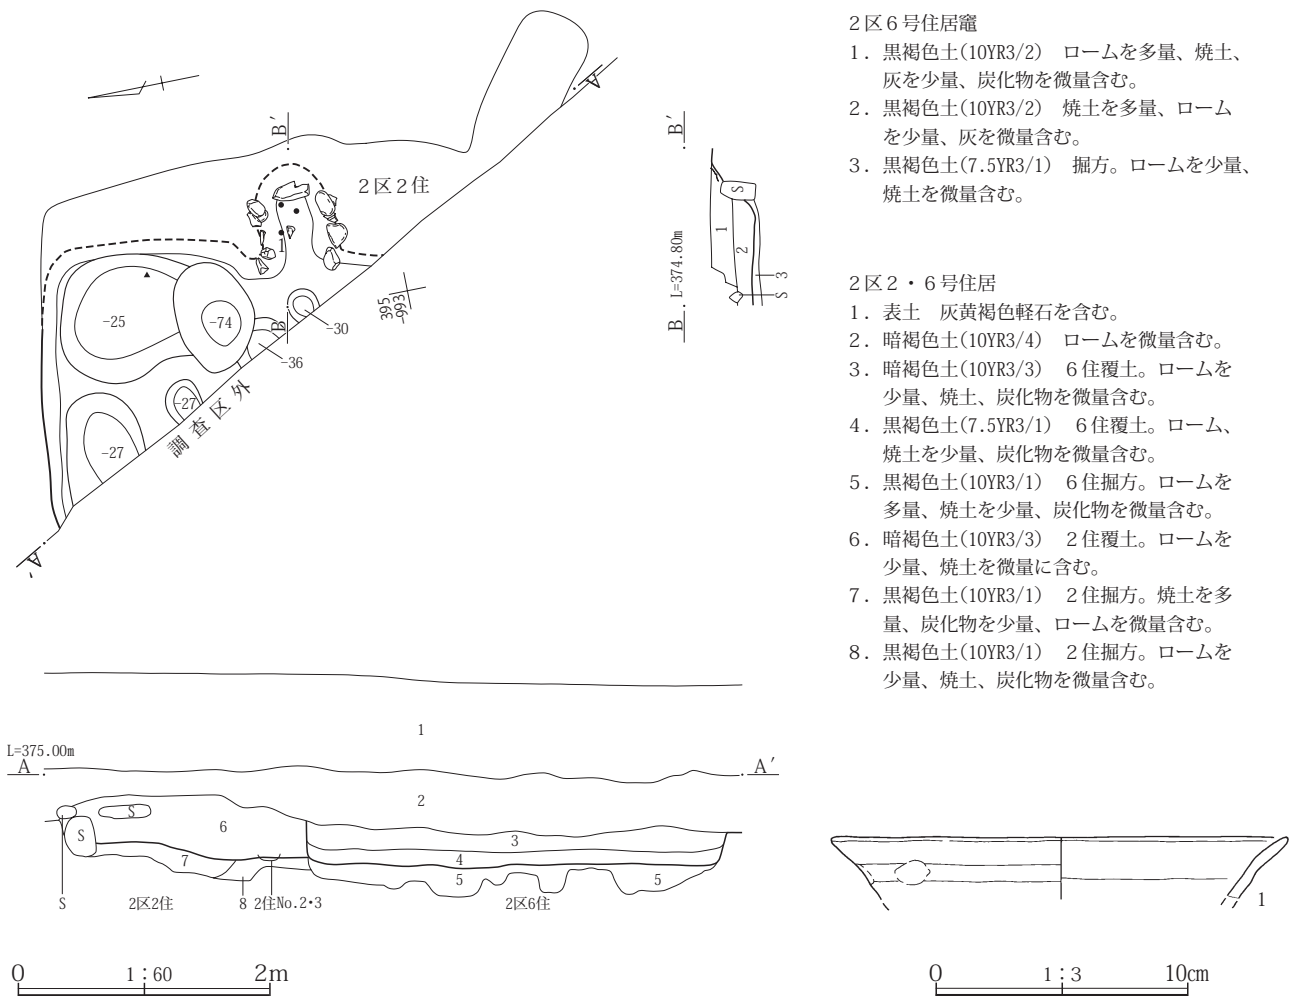 2区6号住居竈
1．黒褐色土(10YR3/2)　ロームを多量、焼土、
灰を少量、炭化物を微量含む。
2．黒褐色土(10YR3/2)　焼土を多量、ローム
を少量、灰を微量含む。
3．黒褐色土(7.5YR3/1)　掘方。ロームを少量、
焼土を微量含む。
2区2・6号住居
1．表土　灰黄褐色軽石を含む。
2．暗褐色土(10YR3/4)　ロームを微量含む。
3．暗褐色土(10YR3/3)　6住覆土。ロームを
少量、焼土、炭化物を微量含む。
4．黒褐色土(7.5YR3/1)　6住覆土。ローム、
焼土を少量、炭化物を微量含む。
5．黒褐色土(10YR3/1)　6住掘方。ロームを
多量、焼土を少量、炭化物を微量含む。
6．暗褐色土(10YR3/3)　2住覆土。ロームを
少量、焼土を微量に含む。
7．黒褐色土(10YR3/1)　2住掘方。焼土を多
量、炭化物を少量、ロームを微量含む。
8．黒褐色土(10YR3/1)　2住掘方。ロームを
少量、焼土、炭化物を微量含む。
A
B′
2区2住
1
-25
-74
B
-30
-36
395
-993
-27
-27
調査区外
A′
B′
S
1
2
3
S
B
L=374.80m
1
L=375.00m
A
A′
2
S
S
6
3
7
4
5
5
S
2区2住
8
2住No.2・3
2区6住
1
0
1：60
2m
0
1：3
10cm